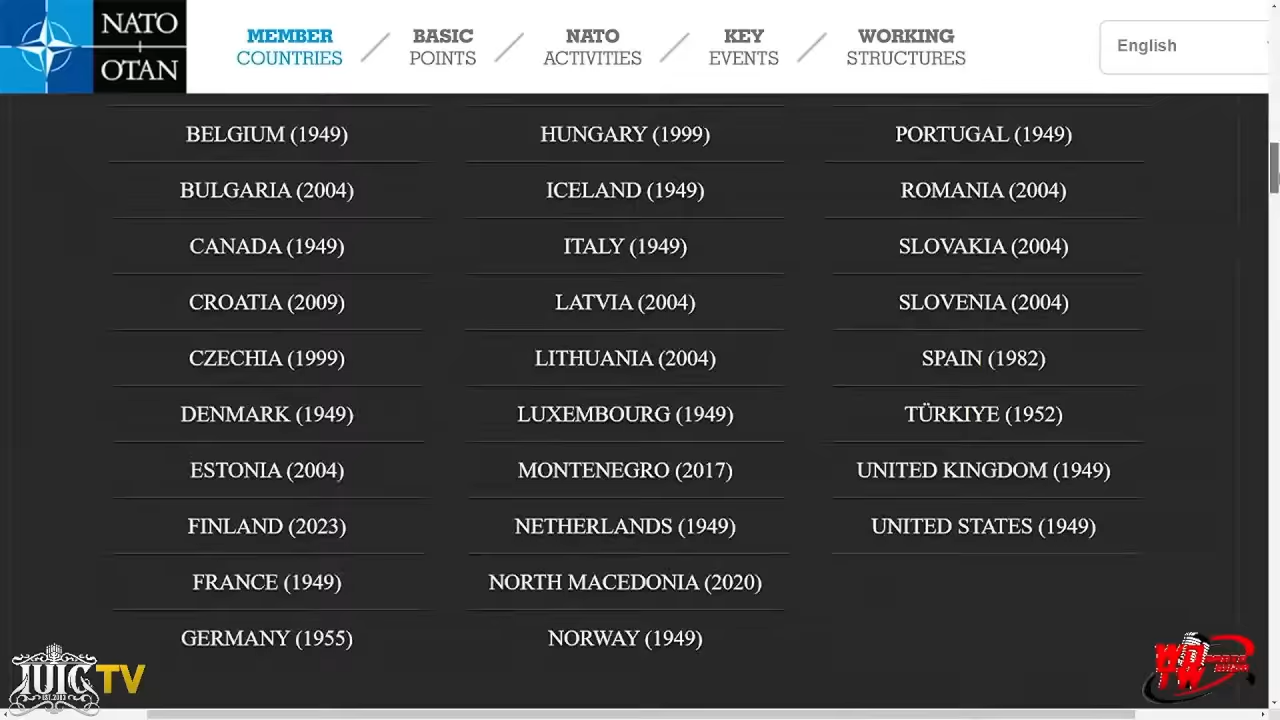 NATO
OTAN
MEMBER
COUNTRIES
BASIC
POINTS
NATO
ACTIVITIES
KEY
EVENTS
WORKING
STRUCTURES
English
BELGIUM (1949)
BULGARIA (2004)
CANADA (1949)
CROATIA (2009)
CZECHIA (1999)
DENMARK (1949)
ESTONIA (2004)
FINLAND (2023)
FRANCE (1949)
GERMANY (1955)
HUNGARY (1999)
ICELAND (1949)
ITALY (1949)
LATVIA (2004)
LITHUANIA (2004)
LUXEMBOURG (1949)
MONTENEGRO (2017)
NETHERLANDS (1949)
NORTH MACEDONIA (2020)
NORWAY (1949)
PORTUGAL (1949)
ROMANIA (2004)
SLOVAKIA (2004)
SLOVENIA (2004)
SPAIN (1982)
TÜRKIYE (1952)
UNITED KINGDOM (1949)
UNITED STATES (1949)
IUIC TV